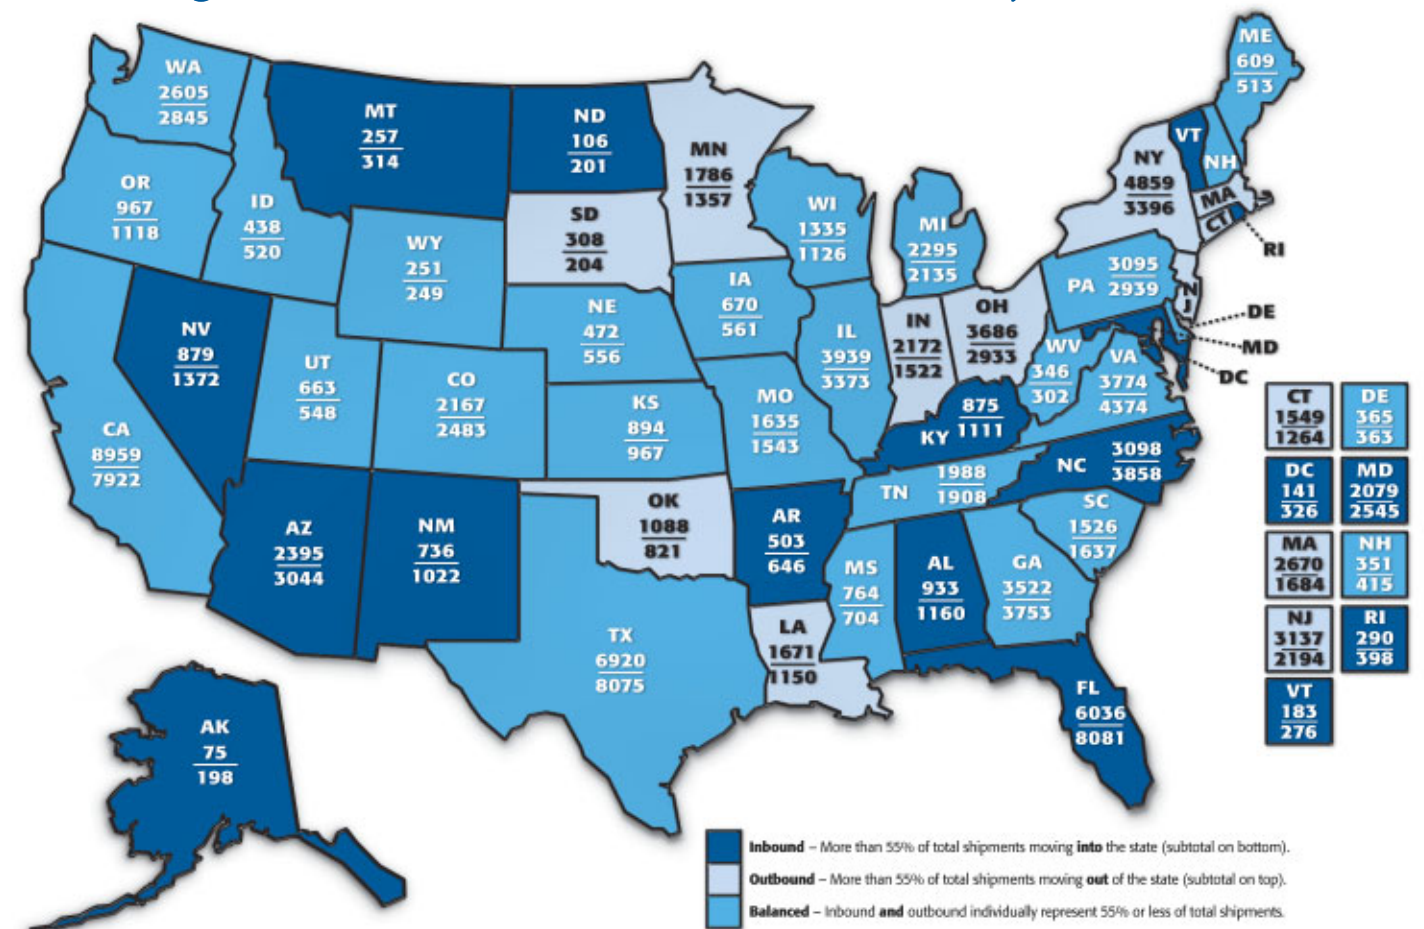 WA
2605
2845
OR
967
1118
CA
8959
7922
NV
879
1372
ID
438
520
MT
257
314
WY
251
249
UT
663
548
CO
2167
2483
AZ
2395
3044
NM
736
1022
ND
106
201
SD
308
204
NE
472
556
KS
894
967
OK
1088
821
TX
6920
8075
MN
1786
1357
IA
670
561
MO
1635
1543
AR
503
646
LA
1671
1150
WI
1335
1126
IL
3939
3373
MI
2295
2135
IN
2172
1522
OH
3686
2933
KY
875
1111
TN
1988
1908
MS
764
704
AL
933
1160
GA
3522
3753
FL
6036
8081
SC
1526
1637
NC
3098
3858
VA
3774
4374
WV
346
302
PA
3095
2939
NY
4859
3396
ME
609
513
VT
NH
MA
CT
RI
NJ
DE
MD
DC
CT
1549
1264
DE
365
363
DC
141
326
MD
2079
2545
MA
2670
1684
NH
351
415
NJ
3137
2194
RI
290
398
VT
183
276
AK
75
198
Inbound – More than 55% of total shipments moving into the state (subtotal on bottom).
Outbound – More than 55% of total shipments moving out of the state (subtotal on top).
Balanced – Inbound and outbound individually represent 55% or less of total shipments.